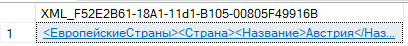 XML_F52E2B61-18A1-11d1-B105-00805F49916B
1 <ЕвропейскиеСтраны><Страна><Название>Австрия</Наз...